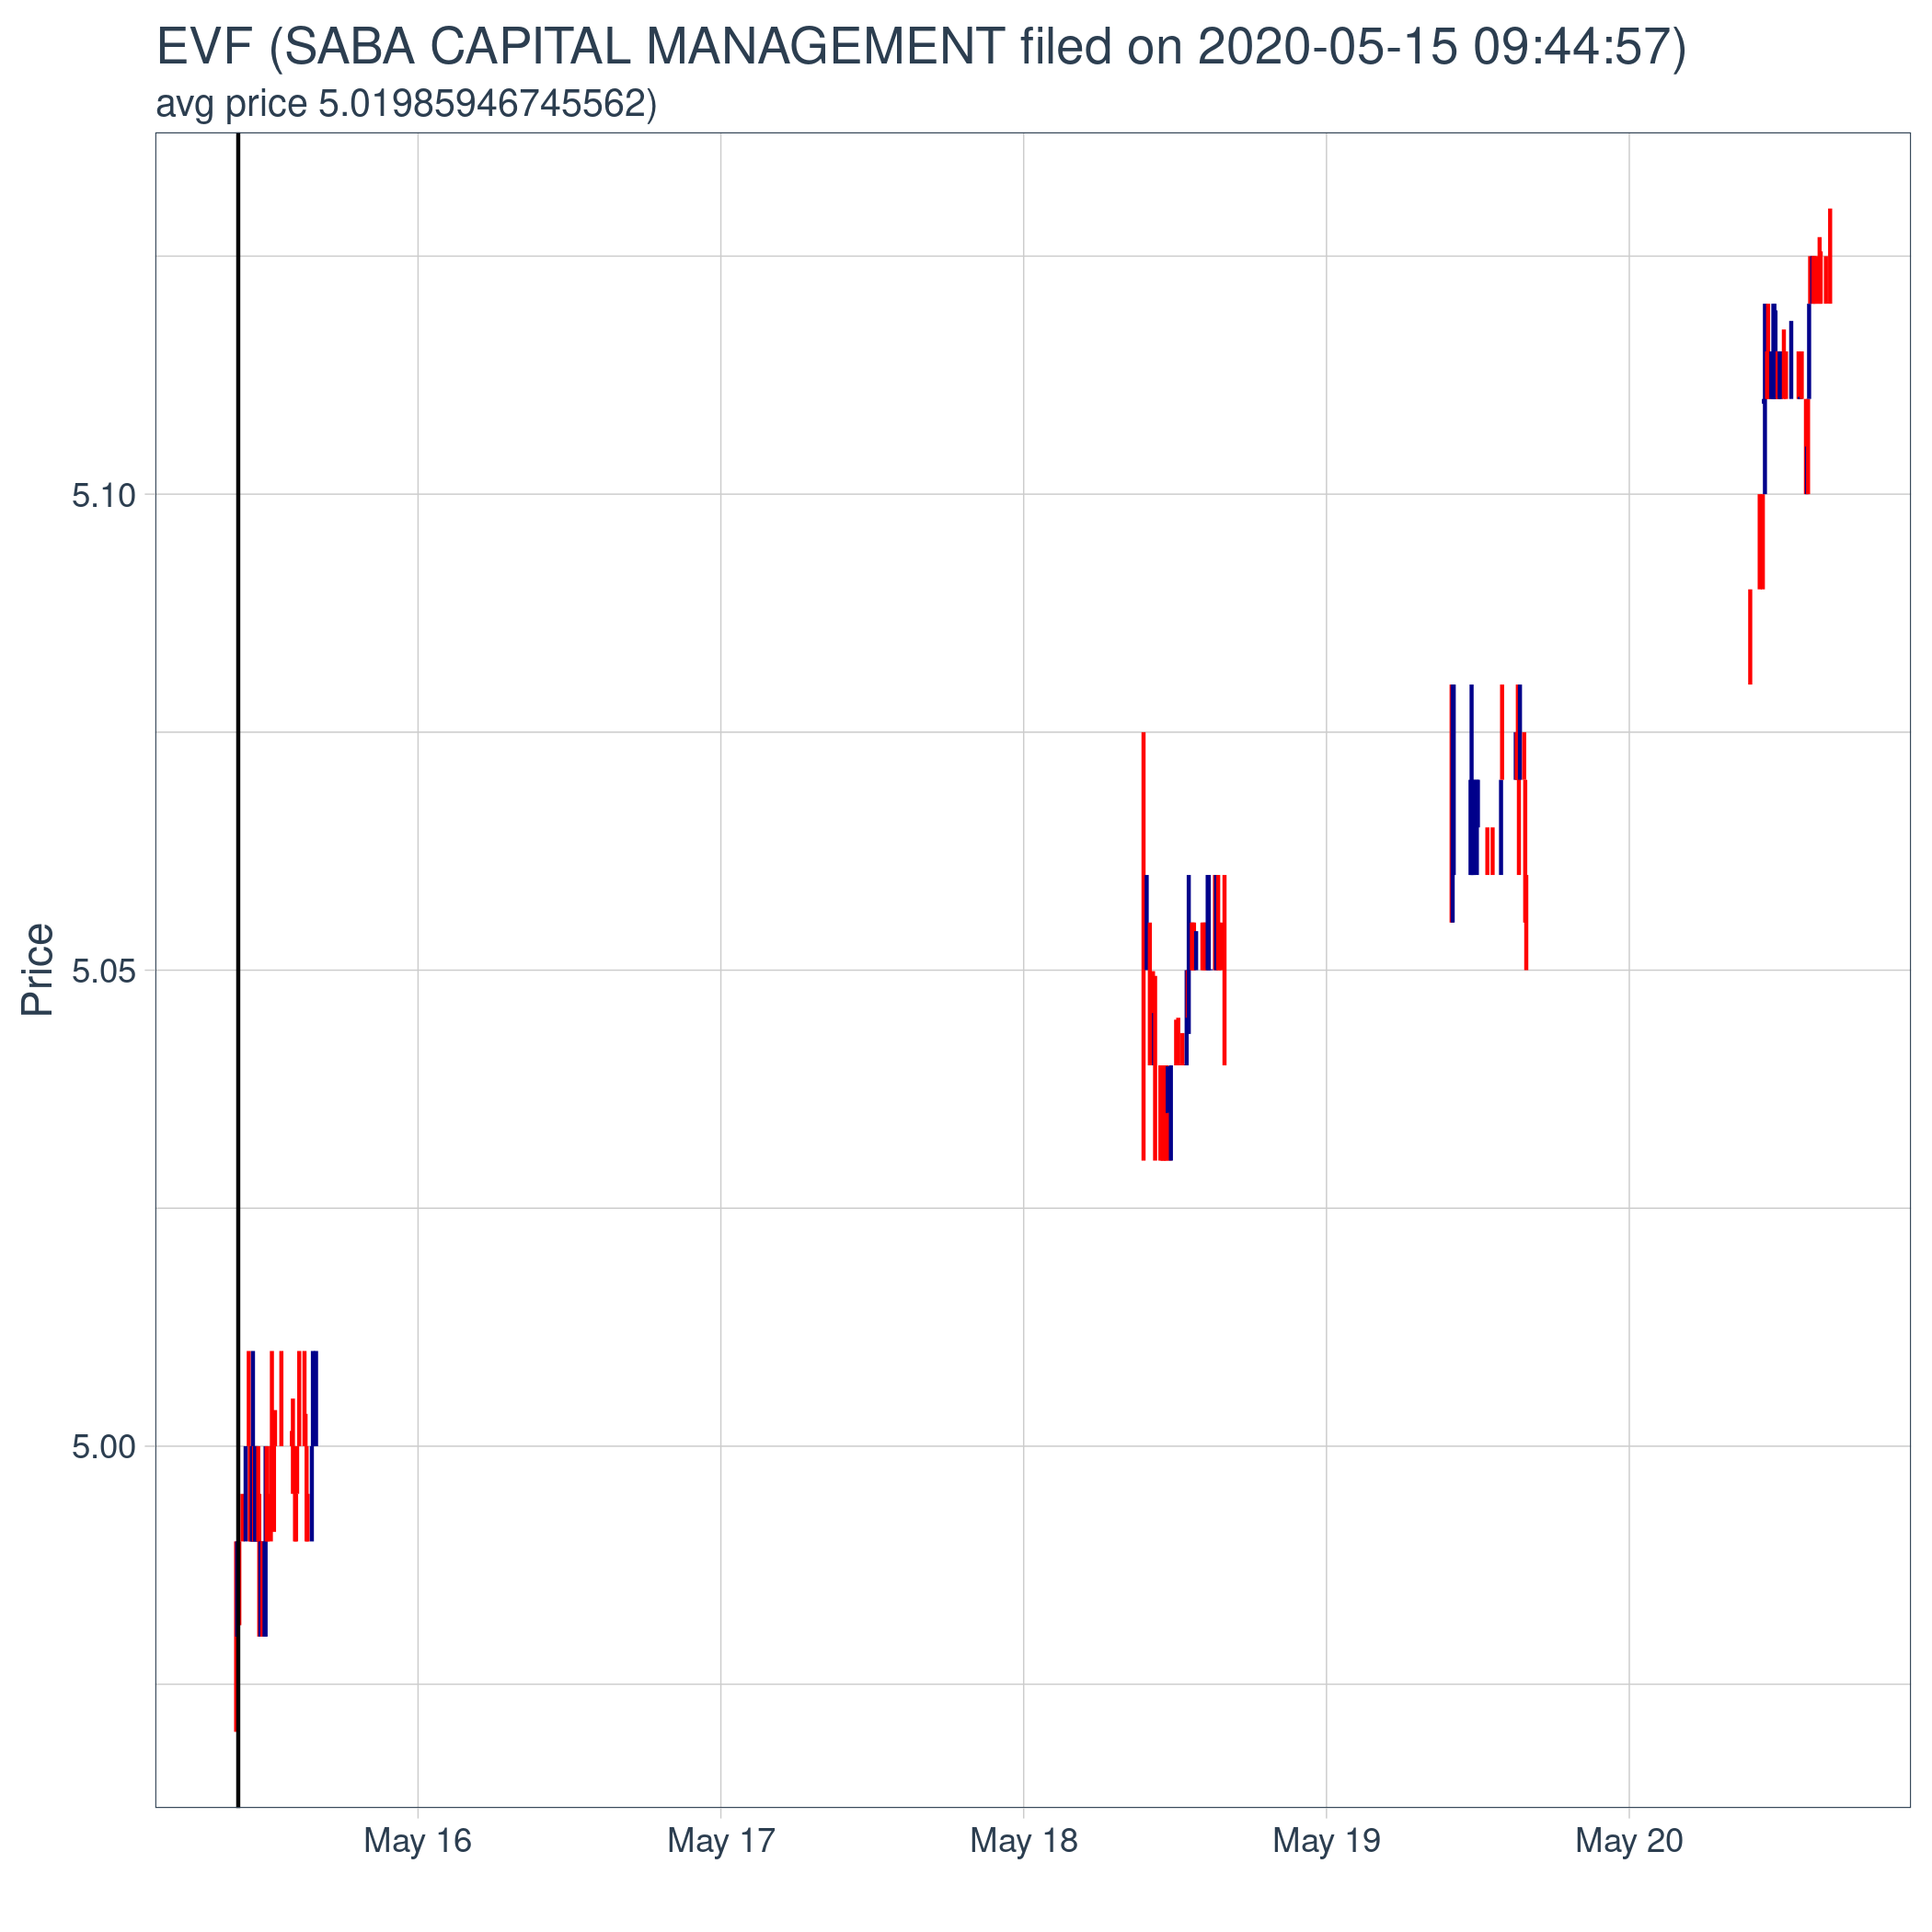 EVF (SABA CAPITAL MANAGEMENT filed on 2020-05-15 09:44:57)
avg price 5.01985946745562)
5.10
5.05
5.00
Price
May 16
May 17
May 18
May 19
May 20